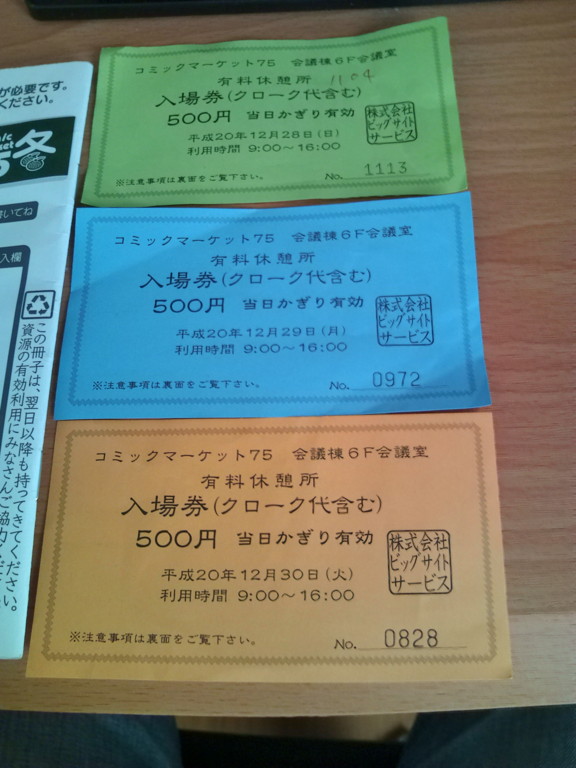 が必要です。
ください。
冬
書いてね
入欄
この冊子は、翌日以降も持ってきてください。
資源の有効利用にみなさんご協力くだ
コミックマーケット75 会議棟6F会議室
有料休憩所 1104
入場券(クローク代含む)
500円 当日かぎり有効
平成20年12月28日(日)
利用時間 9:00～16:00
株式会社
ビッグサイト
サービス
※注意事項は裏面をご覧下さい。
No. 1113
コミックマーケット75 会議棟6F会議室
有料休憩所
入場券(クローク代含む)
500円 当日かぎり有効
平成20年12月29日(月)
利用時間 9:00～16:00
株式会社
ビッグサイト
サービス
※注意事項は裏面をご覧下さい。
No. 0972
コミックマーケット75 会議棟6F会議室
有料休憩所
入場券(クローク代含む)
500円 当日かぎり有効
平成20年12月30日(火)
利用時間 9:00～16:00
株式会社
ビッグサイト
サービス
※注意事項は裏面をご覧下さい。
No. 0828